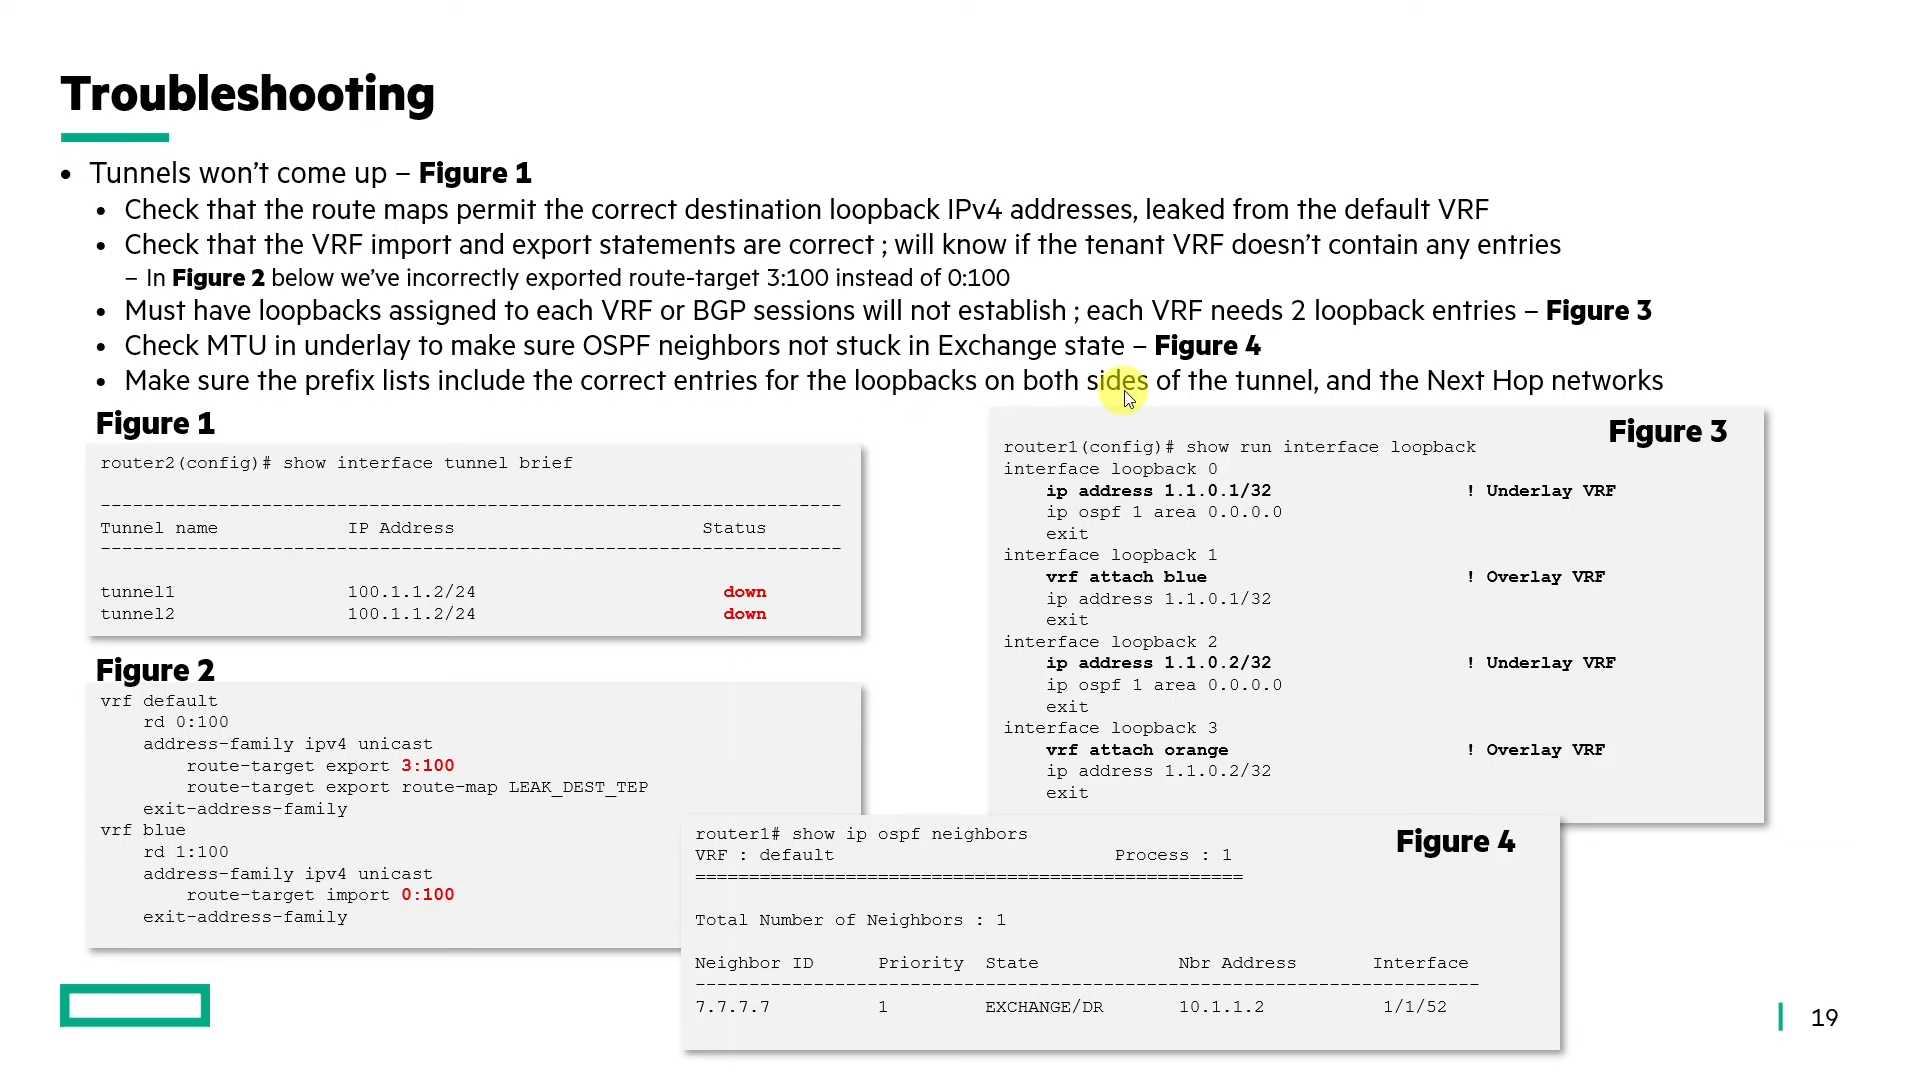 Troubleshooting
• Tunnels won’t come up – Figure 1
• Check that the route maps permit the correct destination loopback IPv4 addresses, leaked from the default VRF
• Check that the VRF import and export statements are correct ; will know if the tenant VRF doesn’t contain any entries
– In Figure 2 below we’ve incorrectly exported route-target 3:100 instead of 0:100
• Must have loopbacks assigned to each VRF or BGP sessions will not establish ; each VRF needs 2 loopback entries – Figure 3
• Check MTU in underlay to make sure OSPF neighbors not stuck in Exchange state – Figure 4
• Make sure the prefix lists include the correct entries for the loopbacks on both sides of the tunnel, and the Next Hop networks
Figure 1
router2(config)# show interface tunnel brief
---------------------------------------------------------------------
Tunnel name IP Address Status
---------------------------------------------------------------------
tunnel1 100.1.1.2/24 down
tunnel2 100.1.1.2/24 down
Figure 2
vrf default
rd 0:100
address-family ipv4 unicast
route-target export 3:100
route-target export route-map LEAK_DEST_TEP
exit-address-family
vrf blue
rd 1:100
address-family ipv4 unicast
route-target import 0:100
exit-address-family
Figure 3
router1(config)# show run interface loopback
interface loopback 0
ip address 1.1.0.1/32 ! Underlay VRF
ip ospf 1 area 0.0.0.0
exit
interface loopback 1
vrf attach blue ! Overlay VRF
ip address 1.1.0.1/32
exit
interface loopback 2
ip address 1.1.0.2/32 ! Underlay VRF
ip ospf 1 area 0.0.0.0
exit
interface loopback 3
vrf attach orange ! Overlay VRF
ip address 1.1.0.2/32
exit
Figure 4
router1# show ip ospf neighbors
VRF : default Process : 1
===================================================
Total Number of Neighbors : 1
Neighbor ID Priority State Nbr Address Interface
-------------------------------------------------------------------------
7.7.7.7 1 EXCHANGE/DR 10.1.1.2 1/1/52
19